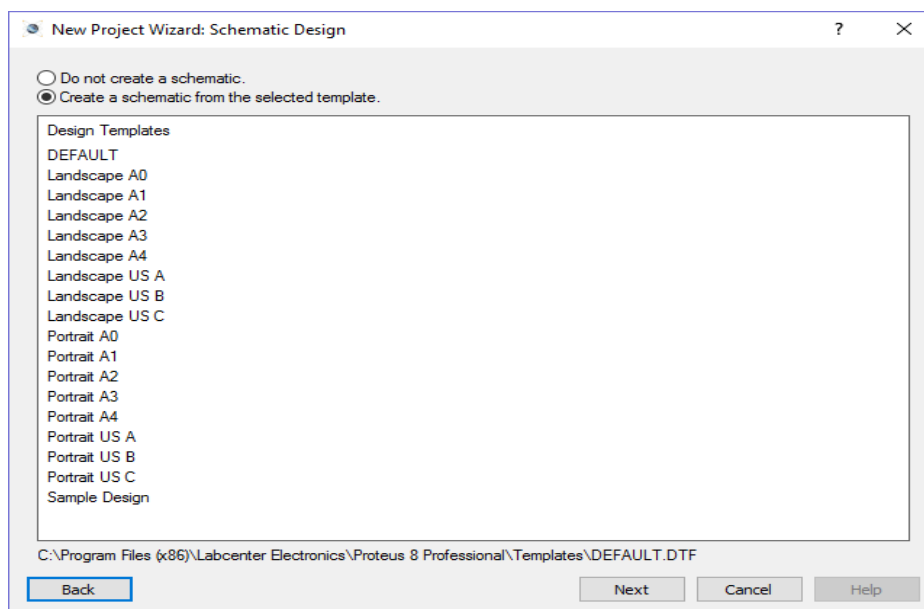 New Project Wizard: Schematic Design
Do not create a schematic.
Create a schematic from the selected template.
Design Templates
DEFAULT
Landscape A0
Landscape A1
Landscape A2
Landscape A3
Landscape A4
Landscape US A
Landscape US B
Landscape US C
Portrait A0
Portrait A1
Portrait A2
Portrait A3
Portrait A4
Portrait US A
Portrait US B
Portrait US C
Sample Design
C:\Program Files (x86)\Labcenter Electronics\Proteus 8 Professional\Templates\DEFAULT.DTF
Back Next Cancel Help